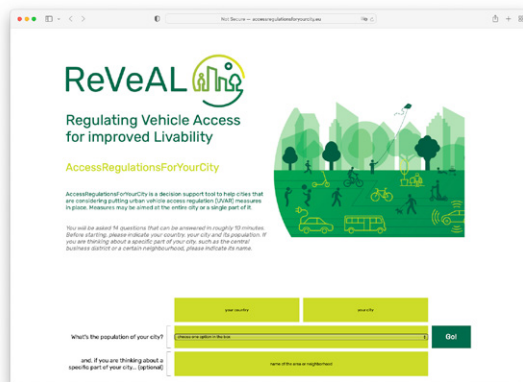 Not Secure — accessregulationsforyourcity.eu
ReVeAL
Regulating Vehicle Access
for improved Livability
AccessRegulationsForYourCity
AccessRegulationsForYourCity is a decision support tool to help cities that
are considering putting urban vehicle access regulation (UVAR) measures
in place. Measures may be aimed at the entire city or a single part of it.
You will be asked 14 questions that can be answered in roughly 10 minutes.
Before starting, please indicate your country, your city and its population. If
you are thinking about a specific part of your city, such as the central
business district or a certain neighbourhood, please indicate its name.
your country
your city
What's the population of your city?
choose one option in the box
Go!
and, if you are thinking about a
specific part of your city... (optional)
name of the area or neighborhood